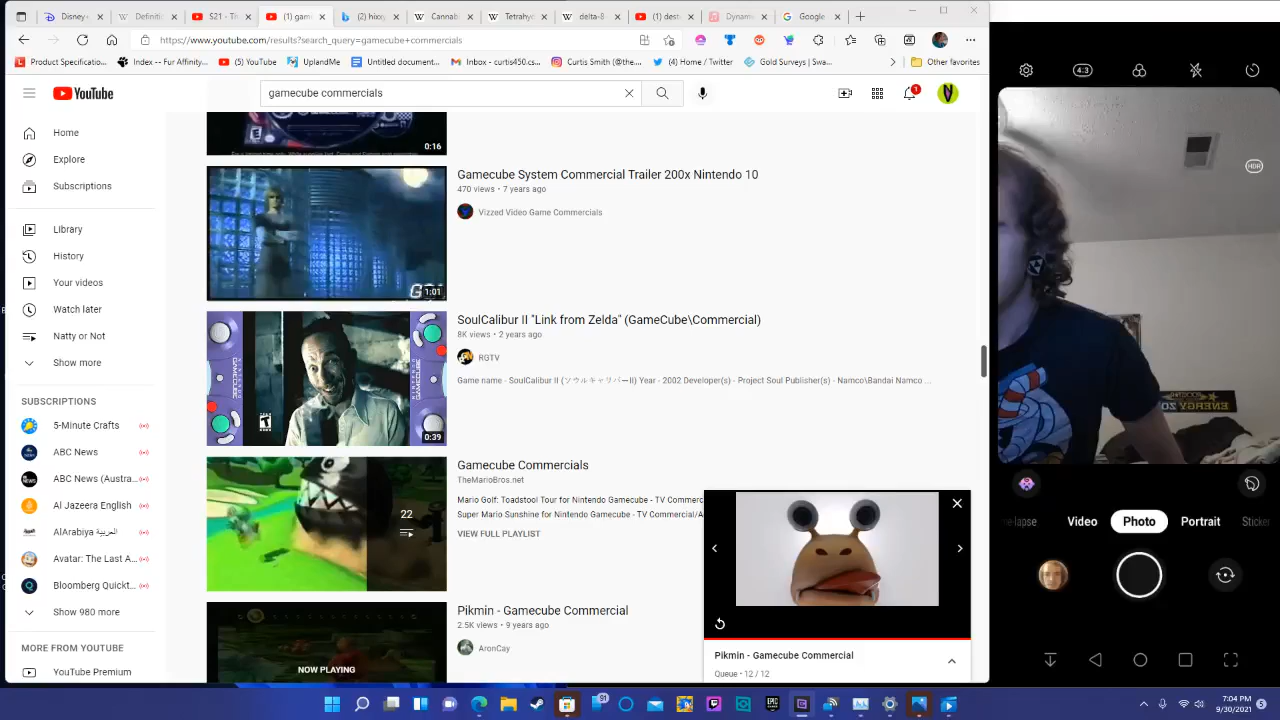 Disney
Definiti
S21 - Tr
(1) game
(2) hixxy
Cannab
Tetrahy
delta-8
(1) dest
Dynam
Google
https://www.youtube.com/results?search_query=gamecube+commercials
Product Specificatio...
Index -- Fur Affinity...
(5) YouTube
UplandMe
Untitled document...
Inbox - curtis450.cs...
Curtis Smith (@the...
(4) Home / Twitter
Gold Surveys | Swa...
Other favorites
YouTube
gamecube commercials
1
Home
Explore
Subscriptions
Library
History
Your videos
Watch later
Natty or Not
Show more
SUBSCRIPTIONS
5-Minute Crafts
ABC News
ABC News (Austra...
Al Jazeera English
AlArabiya العربية
Avatar: The Last A...
Bloomberg Quickt...
Show 980 more
MORE FROM YOUTUBE
YouTube Premium
0:16
Gamecube System Commercial Trailer 200x Nintendo 10
470 views • 7 years ago
Vizzed Video Game Commercials
1:01
SoulCalibur II "Link from Zelda" (GameCube\Commercial)
8K views • 2 years ago
RGTV
Game name - SoulCalibur II (ソウルキャリバーII) Year - 2002 Developer(s) - Project Soul Publisher(s) - Namco\Bandai Namco ...
0:39
Gamecube Commercials
TheMarioBros.net
Mario Golf: Toadstool Tour for Nintendo Gamecube - TV Commerc
Super Mario Sunshine for Nintendo Gamecube - TV Commercial/A
VIEW FULL PLAYLIST
22
Pikmin - Gamecube Commercial
2.5K views • 9 years ago
AronCay
NOW PLAYING
Pikmin - Gamecube Commercial
Queue • 12 / 12
4:3
HDR
ENERGY ZO
e-lapse
Video
Photo
Portrait
Sticker
7:04 PM
9/30/2021
5